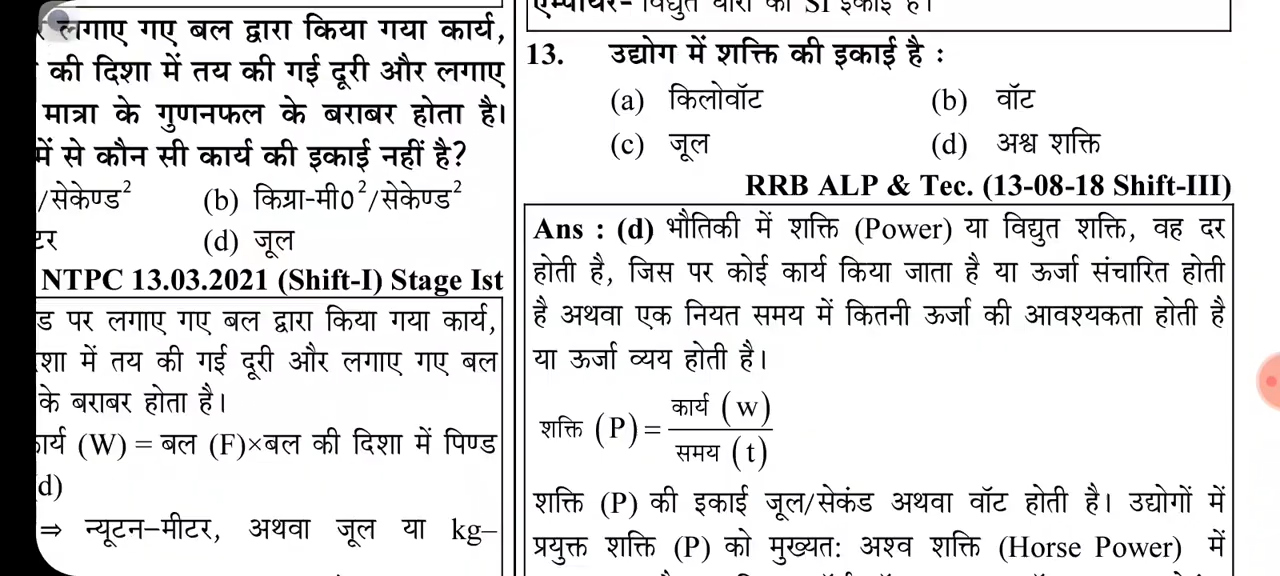 लगाए गए बल द्वारा किया गया कार्य,
की दिशा में तय की गई दूरी और लगाए
मात्रा के गुणनफल के बराबर होता है।
में से कौन सी कार्य की इकाई नहीं है?
/सेकेण्ड² (b) किग्रा-मी०²/सेकेण्ड²
(d) जूल
NTPC 13.03.2021 (Shift-I) Stage Ist
पर लगाए गए बल द्वारा किया गया कार्य,
में तय की गई दूरी और लगाए गए बल
के बराबर होता है।
(W) = बल (F)×बल की दिशा में पिण्ड
d)
⇒ न्यूटन–मीटर, अथवा जूल या kg–
13. उद्योग में शक्ति की इकाई है :
(a) किलोवॉट (b) वॉट
(c) जूल (d) अश्व शक्ति
RRB ALP & Tec. (13-08-18 Shift-III)
Ans : (d) भौतिकी में शक्ति (Power) या विद्युत शक्ति, वह दर
होती है, जिस पर कोई कार्य किया जाता है या ऊर्जा संचारित होती
है अथवा एक नियत समय में कितनी ऊर्जा की आवश्यकता होती है
या ऊर्जा व्यय होती है।
शक्ति (P) = कार्य (w)
समय (t)
शक्ति (P) की इकाई जूल/सेकंड अथवा वॉट होती है। उद्योगों में
प्रयुक्त शक्ति (P) को मुख्यत: अश्व शक्ति (Horse Power) में